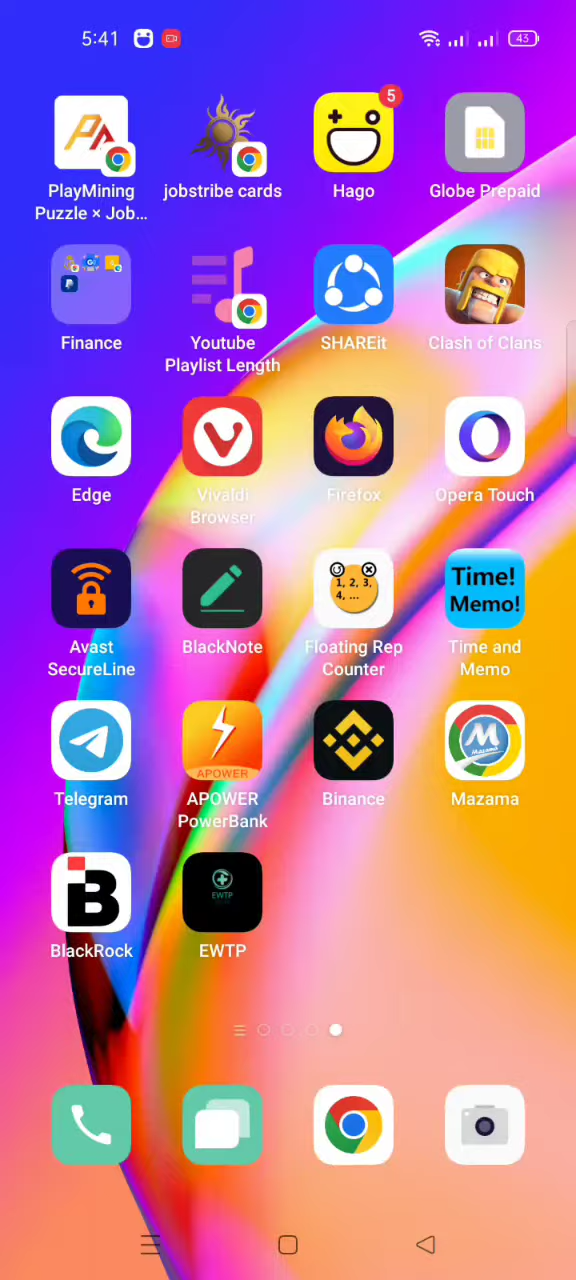 5:41
43
5
PlayMining
Puzzle × Job...
jobstribe cards
Hago
Globe Prepaid
Finance
Youtube
Playlist Length
SHAREit
Clash of Clans
Edge
Vivaldi
Browser
Firefox
Opera Touch
1, 2, 3,
4, ...
Time!
Memo!
Avast
SecureLine
BlackNote
Floating Rep
Counter
Time and
Memo
APOWER
M
Mazama
Telegram
APOWER
PowerBank
Binance
Mazama
B
EWTP
BlackRock
EWTP